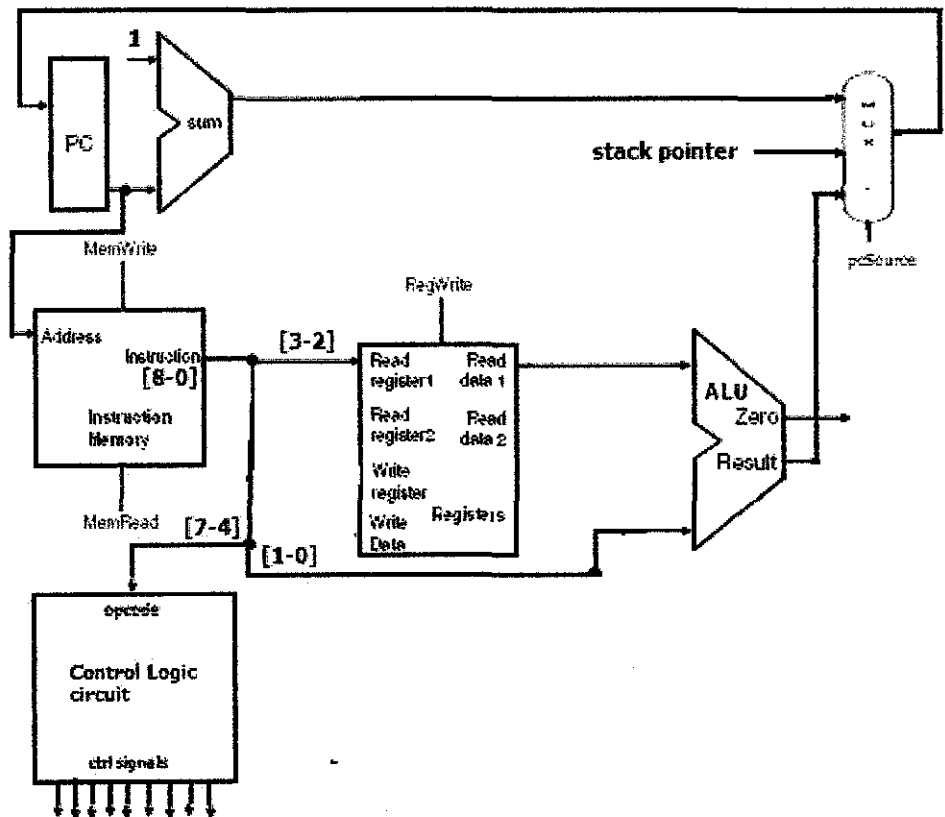 1
sum
PC
stack pointer
M
U
X
pcSource
MemWrite
Address
Instruction
[8-0]
Instruction
Memory
MemRead
[3-2]
RegWrite
Read
register1
Read
data 1
Read
register2
Read
data 2
Write
register
Write
Data
Registers
ALU
Zero
Result
[7-4]
[1-0]
opcode
Control Logic
circuit
ctrl signals